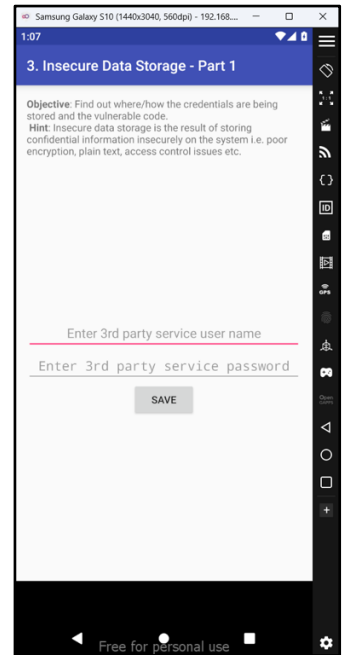 Samsung Galaxy S10 (1440x3040, 560dpi) - 192.168....
1:07
3. Insecure Data Storage - Part 1
Objective: Find out where/how the credentials are being
stored and the vulnerable code.
Hint: Insecure data storage is the result of storing
confidential information insecurely on the system i.e. poor
encryption, plain text, access control issues etc.
ID
GPS
Enter 3rd party service user name
Enter 3rd party service password
SAVE
Free for personal use